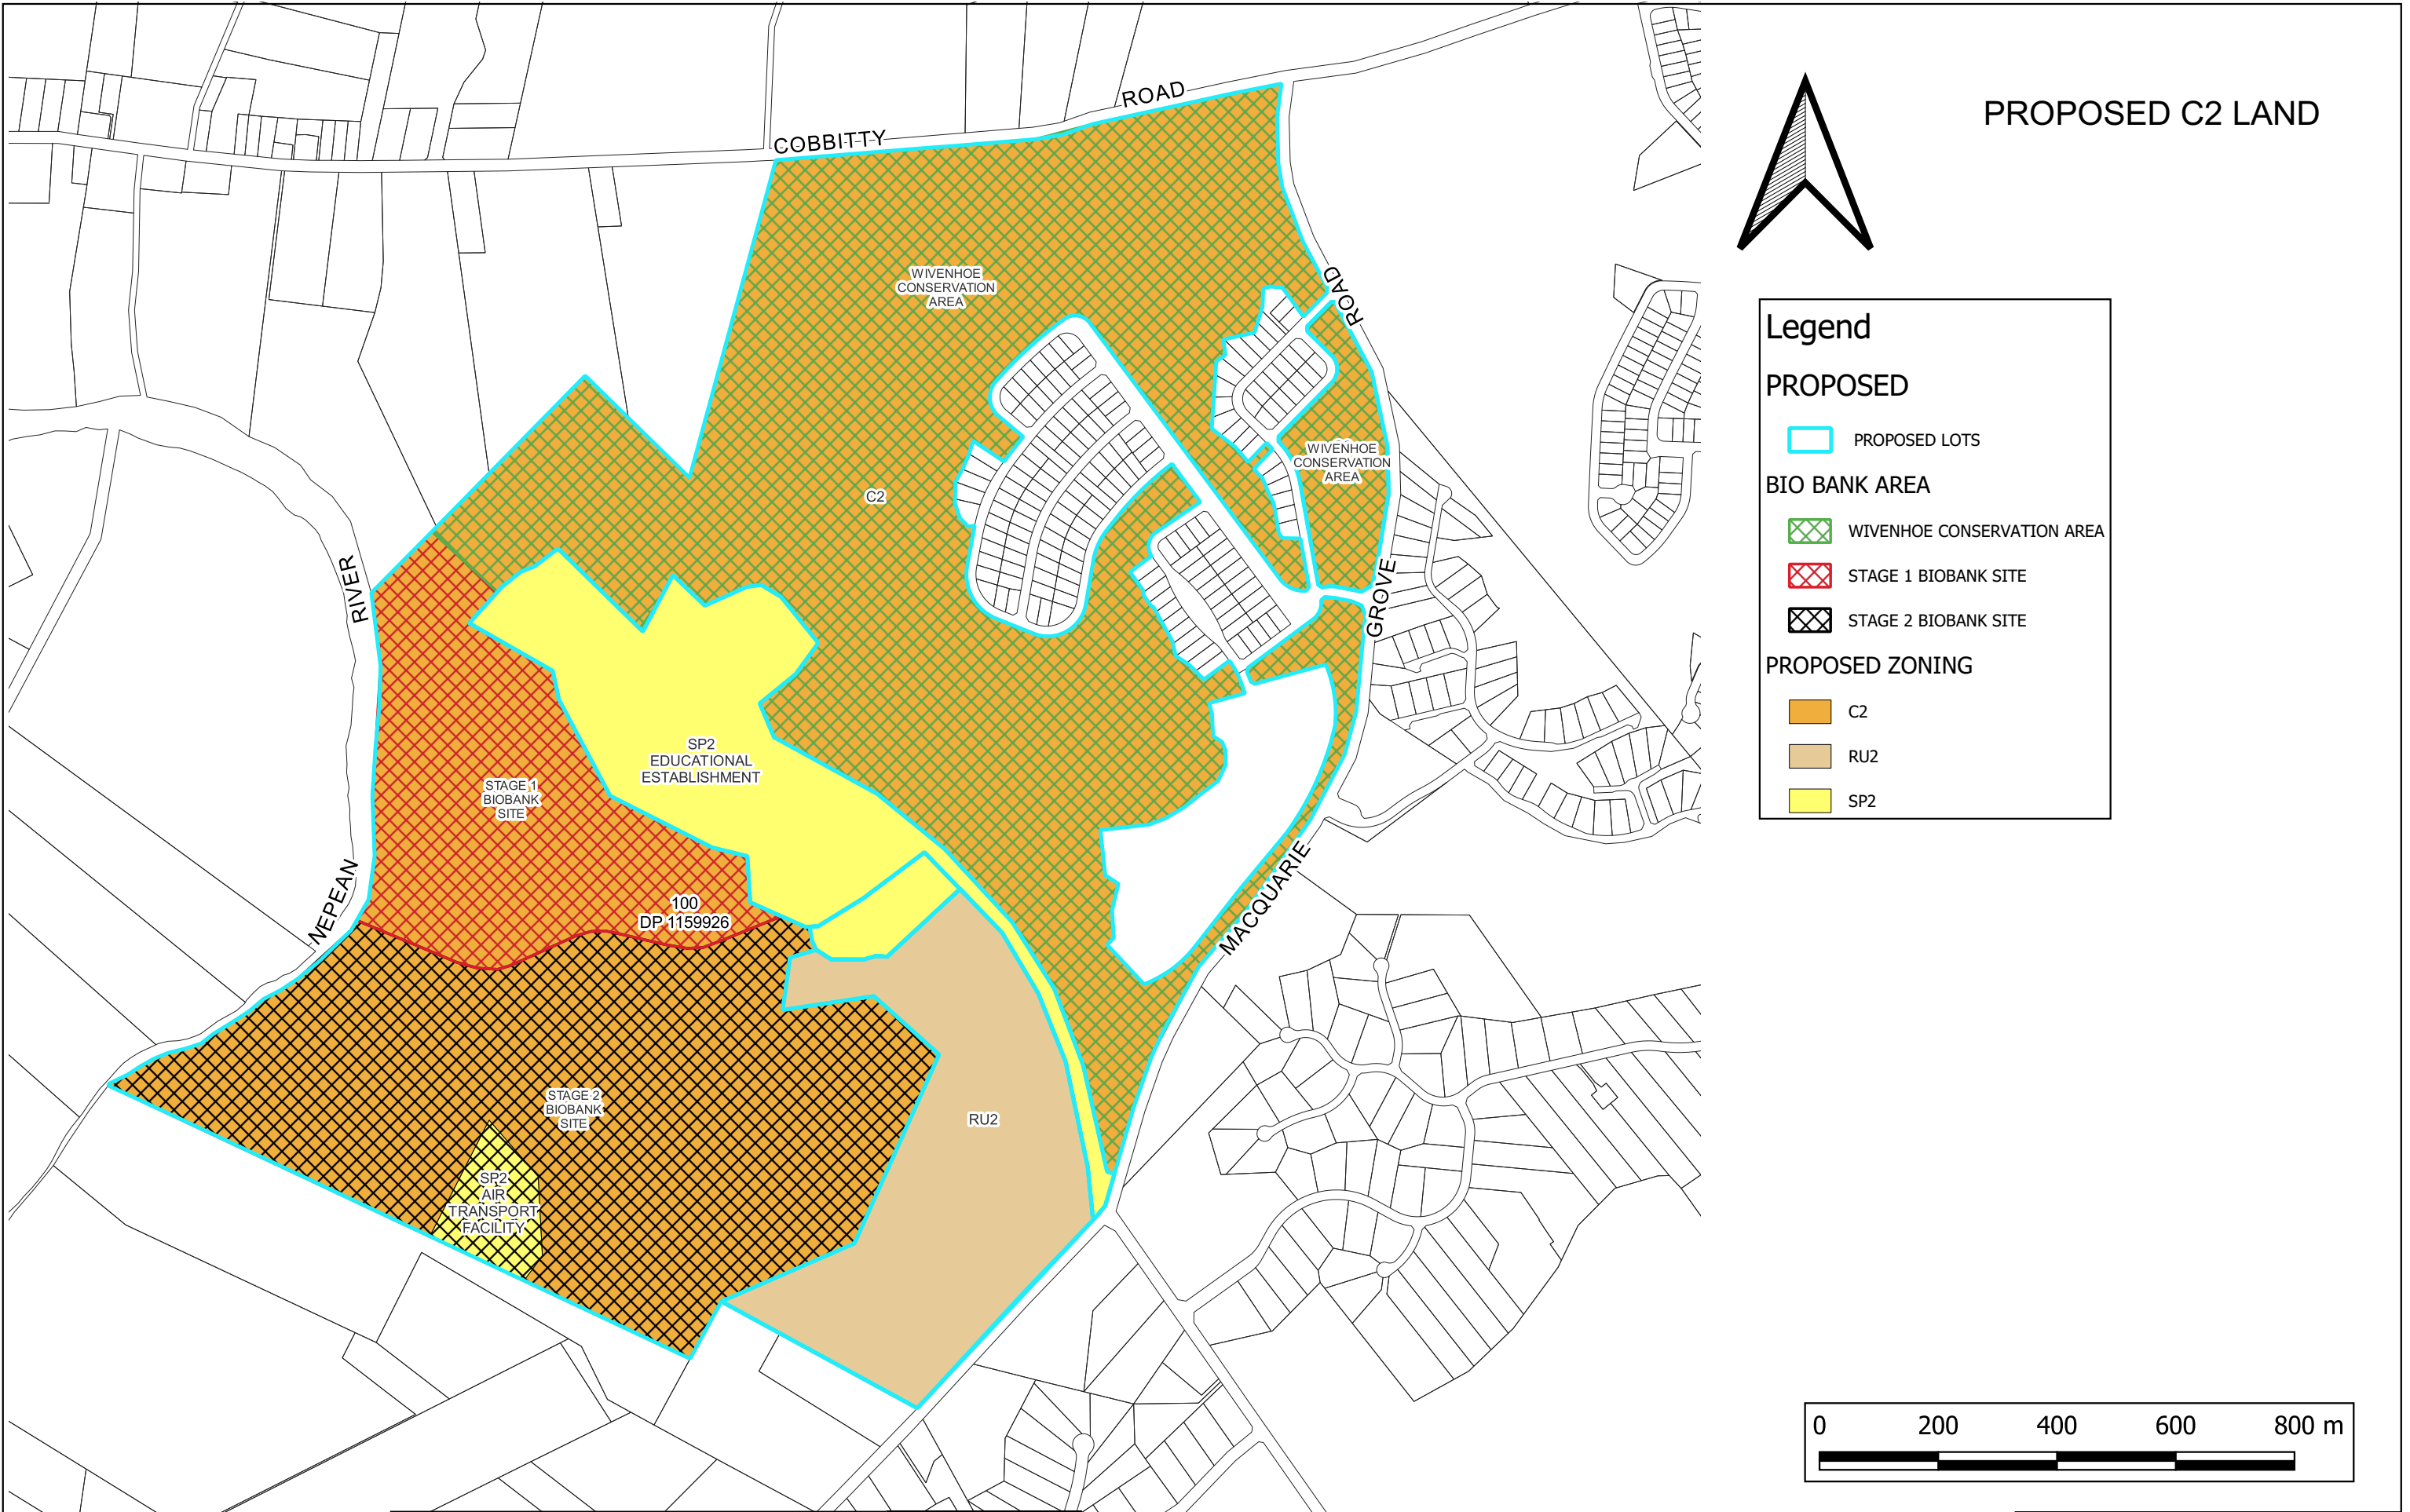 PROPOSED C2 LAND
COBBITTY
ROAD
WIVENHOE
CONSERVATION
AREA
ROAD
WIVENHOE
CONSERVATION
AREA
C2
RIVER
GROVE
SP2
EDUCATIONAL
ESTABLISHMENT
STAGE 1
BIOBANK
SITE
NEPEAN
100
DP 1159926
MACQUARIE
STAGE 2
BIOBANK
SITE
RU2
SP2
AIR
TRANSPORT
FACILITY
Legend
PROPOSED
PROPOSED LOTS
BIO BANK AREA
WIVENHOE CONSERVATION AREA
STAGE 1 BIOBANK SITE
STAGE 2 BIOBANK SITE
PROPOSED ZONING
C2
RU2
SP2
0 200 400 600 800 m